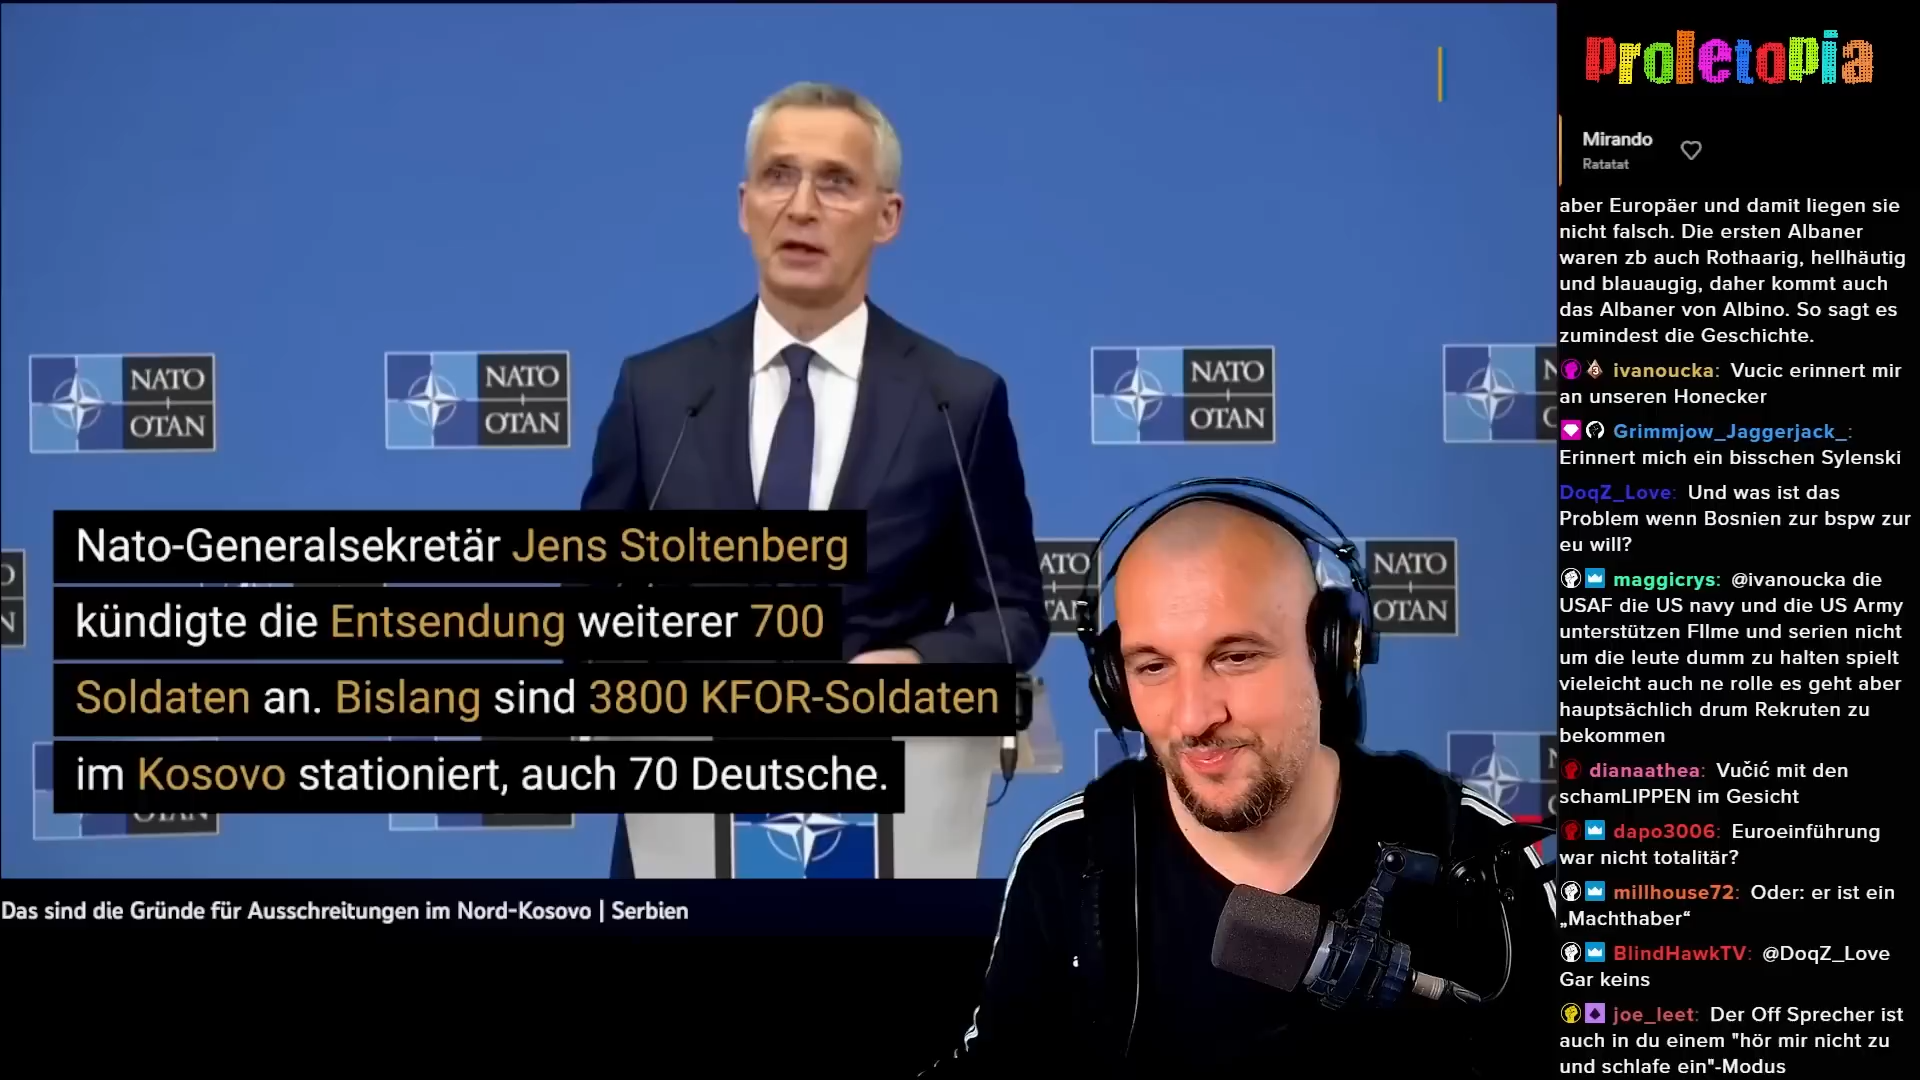 NATO
OTAN
NATO
OTAN
NATO
OTAN
Nato-Generalsekretär Jens Stoltenberg
kündigte die Entsendung weiterer 700
Soldaten an. Bislang sind 3800 KFOR-Soldaten
im Kosovo stationiert, auch 70 Deutsche.
NATO
OTAN
OTAN
Das sind die Gründe für Ausschreitungen im Nord-Kosovo | Serbien
Proletopia
Mirando
Ratatat
aber Europäer und damit liegen sie
nicht falsch. Die ersten Albaner
waren zb auch Rothaarig, hellhäutig
und blauaugig, daher kommt auch
das Albaner von Albino. So sagt es
zumindest die Geschichte.
ivanoucka: Vucic erinnert mir
an unseren Honecker
Grimmjow_Jaggerjack_:
Erinnert mich ein bisschen Sylenski
DoqZ_Love: Und was ist das
Problem wenn Bosnien zur bspw zur
eu will?
maggicrys: @ivanoucka die
USAF die US navy und die US Army
unterstützen FIlme und serien nicht
um die leute dumm zu halten spielt
vieleicht auch ne rolle es geht aber
hauptsächlich drum Rekruten zu
bekommen
dianaathea: Vučić mit den
schamLIPPEN im Gesicht
dapo3006: Euroeinführung
war nicht totalitär?
millhouse72: Oder: er ist ein
„Machthaber“
BlindHawkTV: @DoqZ_Love
Gar keins
joe_leet: Der Off Sprecher ist
auch in du einem "hör mir nicht zu
und schlafe ein"-Modus